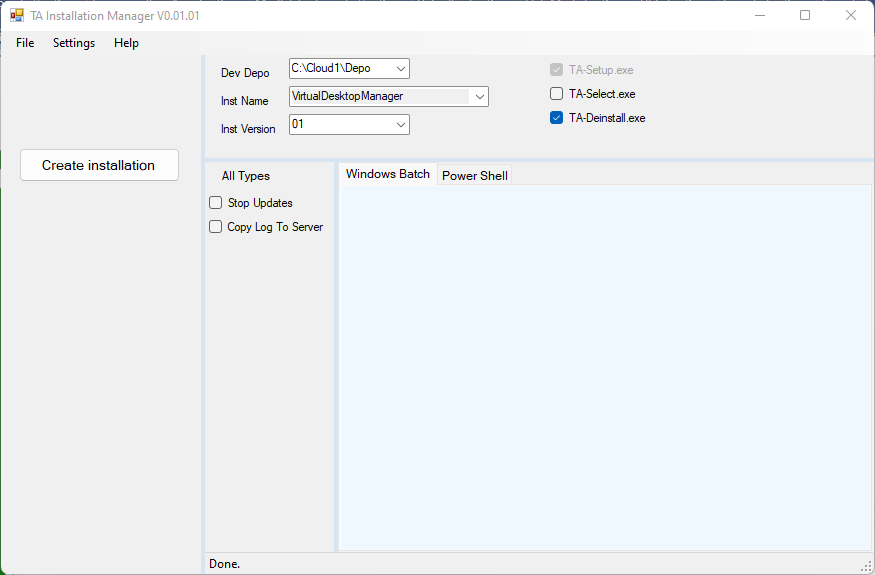 TA Installation Manager V0.01.01
File Settings Help
Dev Depo C:\Cloud1\Depo
Inst Name VirtualDesktopManager
Inst Version 01
TA-Setup.exe
TA-Select.exe
TA-Deinstall.exe
Create installation
All Types
Stop Updates
Copy Log To Server
Windows Batch Power Shell
Done.